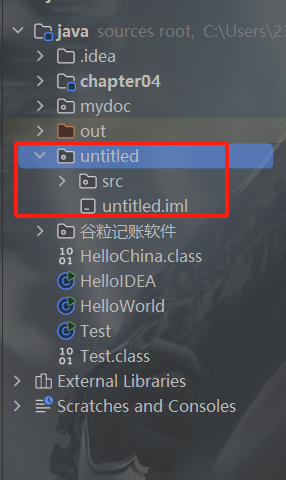 java sources root, C:\Users\23
.idea
chapter04
mydoc
out
untitled
src
untitled.iml
谷粒记账软件
HelloChina.class
HelloIDEA
HelloWorld
Test
Test.class
External Libraries
Scratches and Consoles